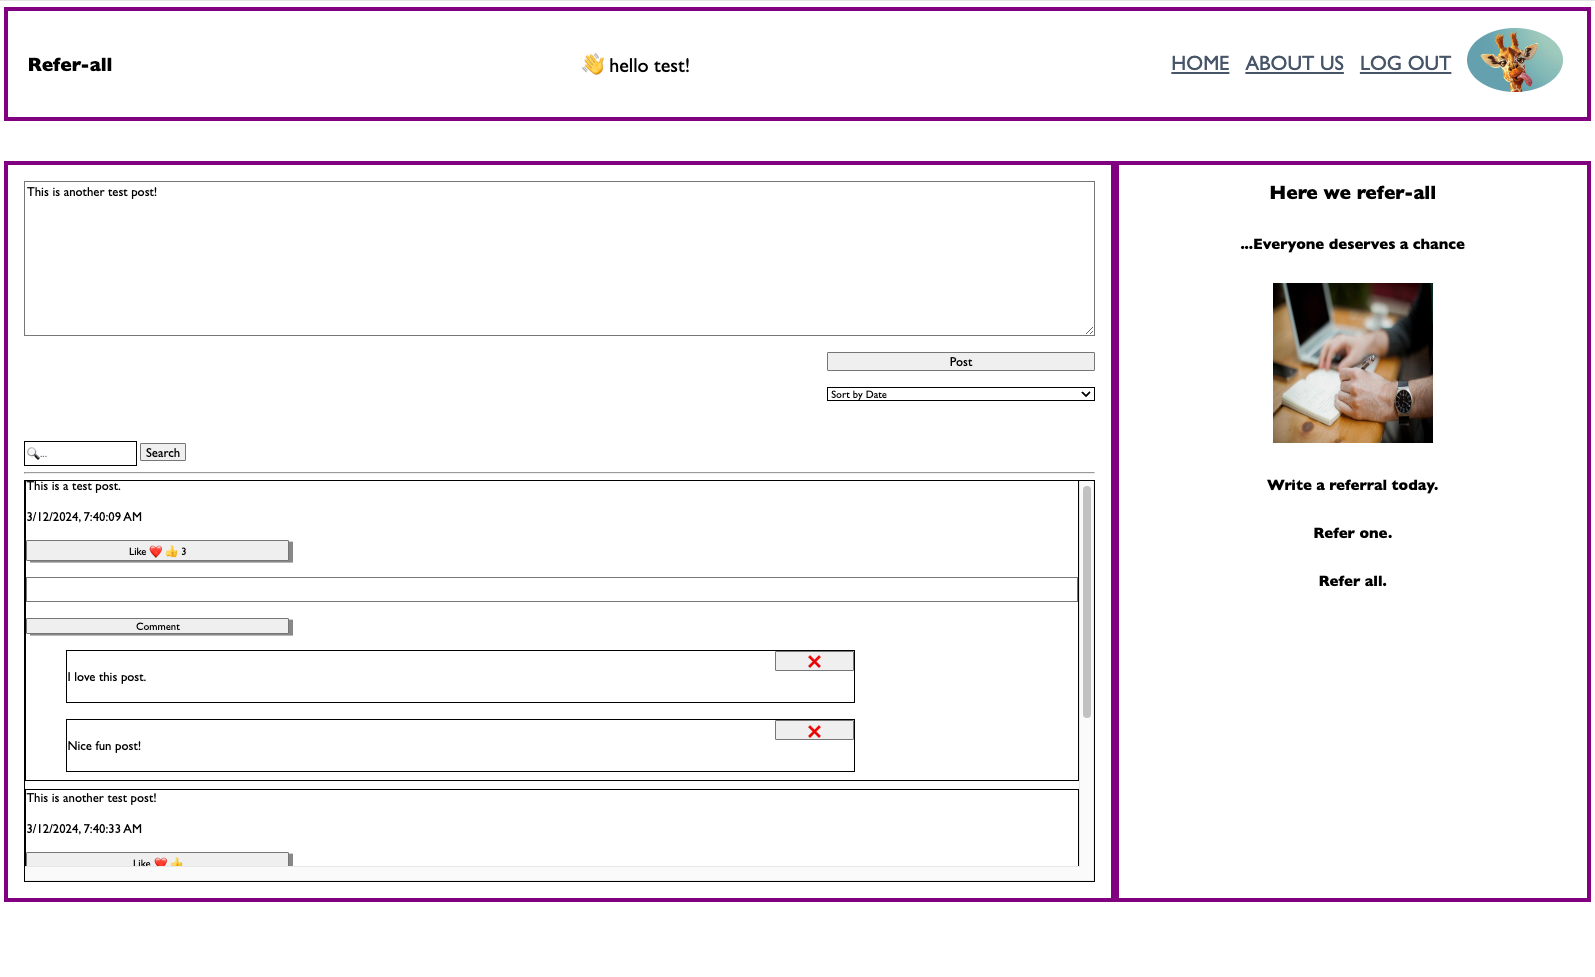 Refer-all
👋 hello test!
HOME ABOUT US LOG OUT
This is another test post!
Post
Sort by Date
🔍...
Search
This is a test post.
3/12/2024, 7:40:09 AM
Like ❤️ 👍 3
Comment
❌
I love this post.
❌
Nice fun post!
This is another test post!
3/12/2024, 7:40:33 AM
Like ❤️ 👍
Here we refer-all
...Everyone deserves a chance
Write a referral today.
Refer one.
Refer all.